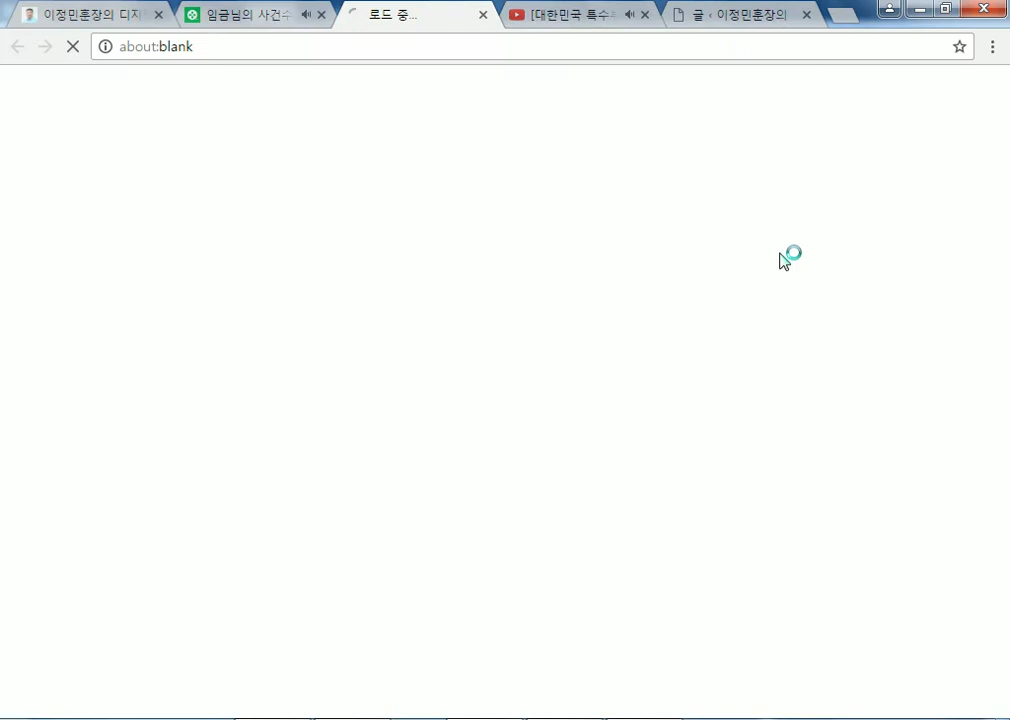 이정민훈장의 디지
임금님의 사건수
로드 중...
[대한민국 특수
글 ‹ 이정민훈장의
about:blank